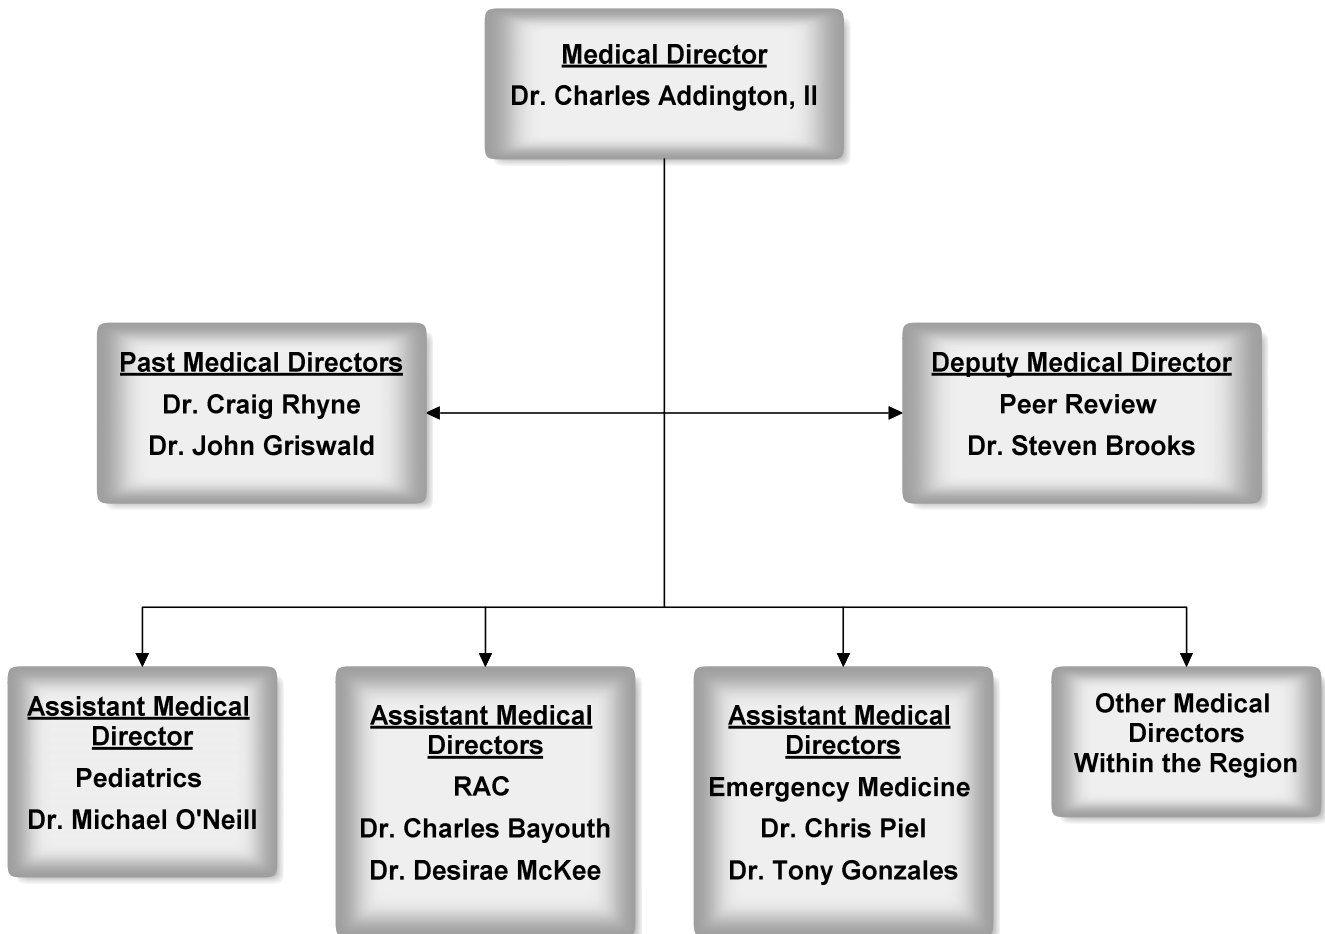 Medical Director
Dr. Charles Addington, II
Past Medical Directors
Dr. Craig Rhyne
Dr. John Griswald
Deputy Medical Director
Peer Review
Dr. Steven Brooks
Assistant Medical
Director
Pediatrics
Dr. Michael O'Neill
Assistant Medical
Directors
RAC
Dr. Charles Bayouth
Dr. Desirae McKee
Assistant Medical
Directors
Emergency Medicine
Dr. Chris Piel
Dr. Tony Gonzales
Other Medical
Directors
Within the Region